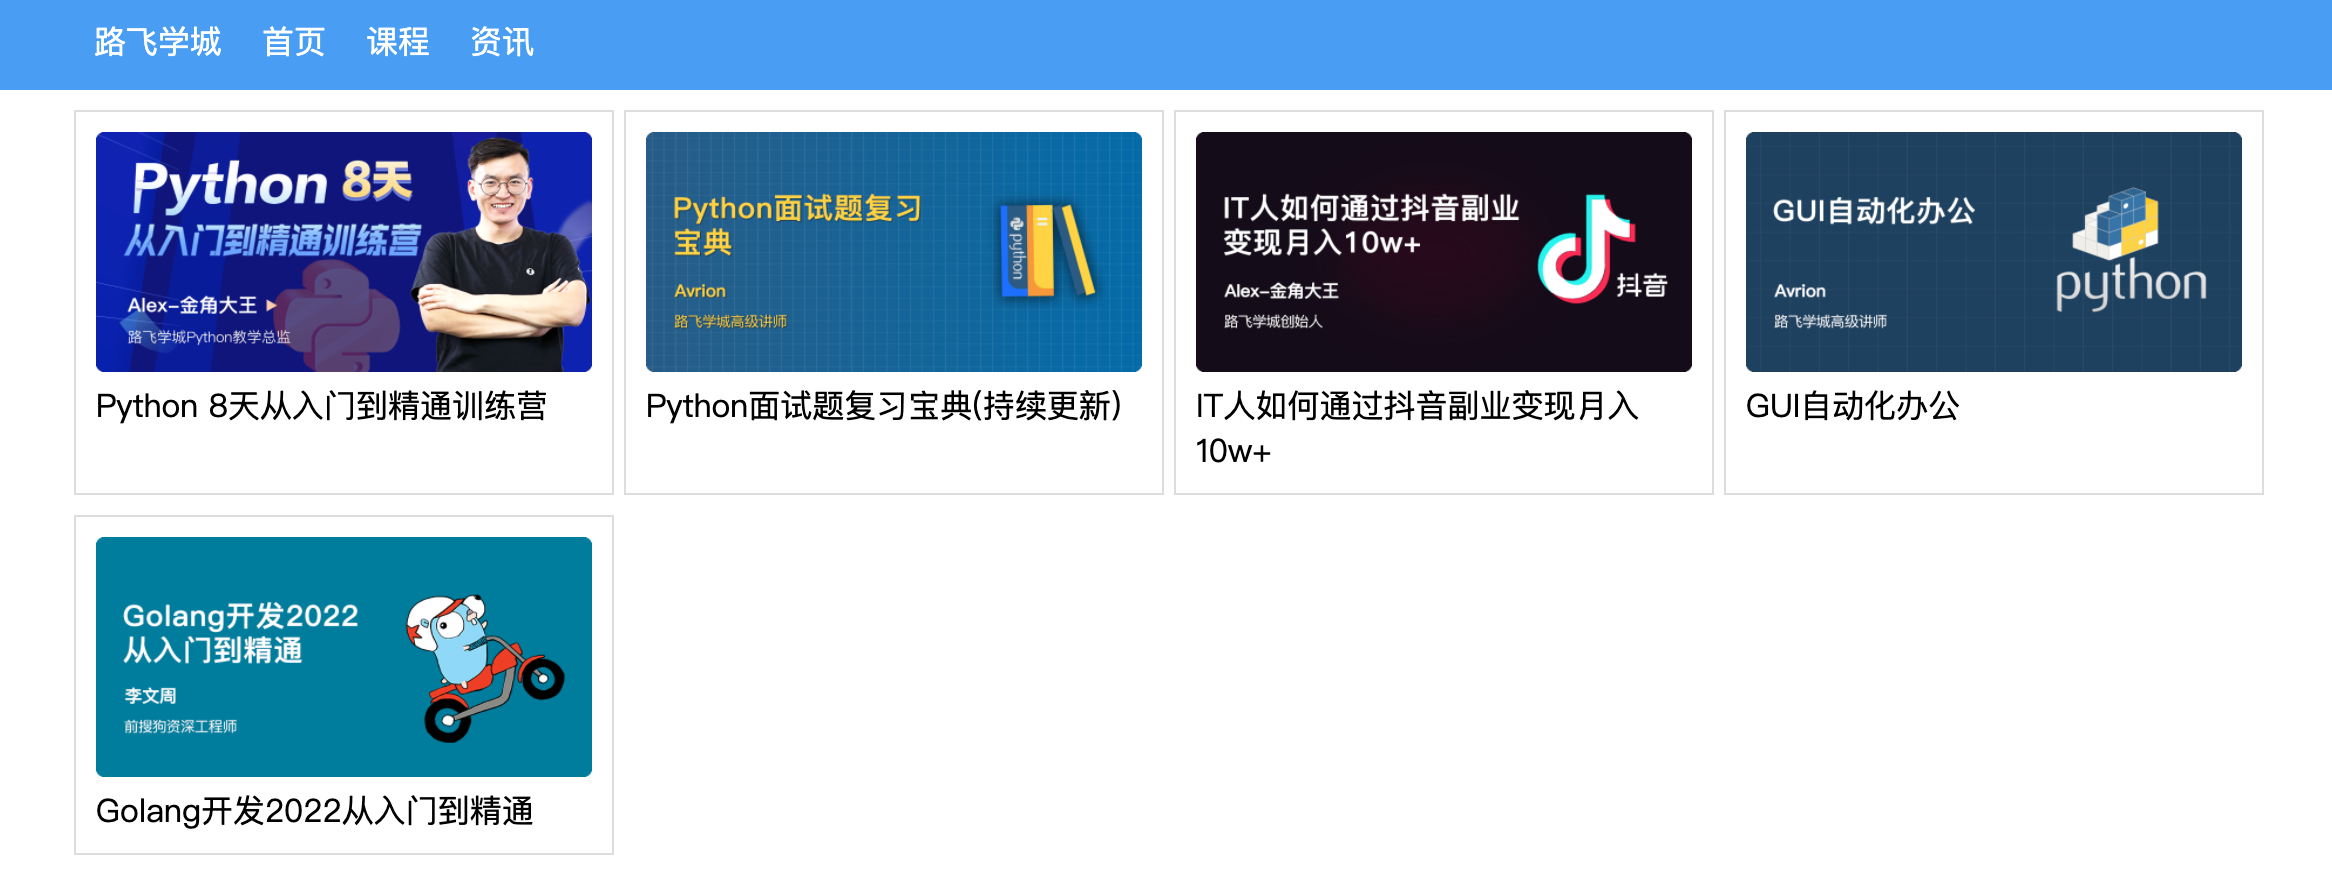 路飞学城 首页 课程 资讯
Python 8天
从入门到精通训练营
Alex-金角大王
路飞学城Python教学总监
Python 8天从入门到精通训练营
Python面试题复习
宝典
Avrion
路飞学城高级讲师
python
Python面试题复习宝典(持续更新)
IT人如何通过抖音副业
变现月入10w+
Alex-金角大王
路飞学城创始人
抖音
IT人如何通过抖音副业变现月入
10w+
GUI自动化办公
Avrion
路飞学城高级讲师
python
GUI自动化办公
Golang开发2022
从入门到精通
李文周
前搜狗资深工程师
Golang开发2022从入门到精通